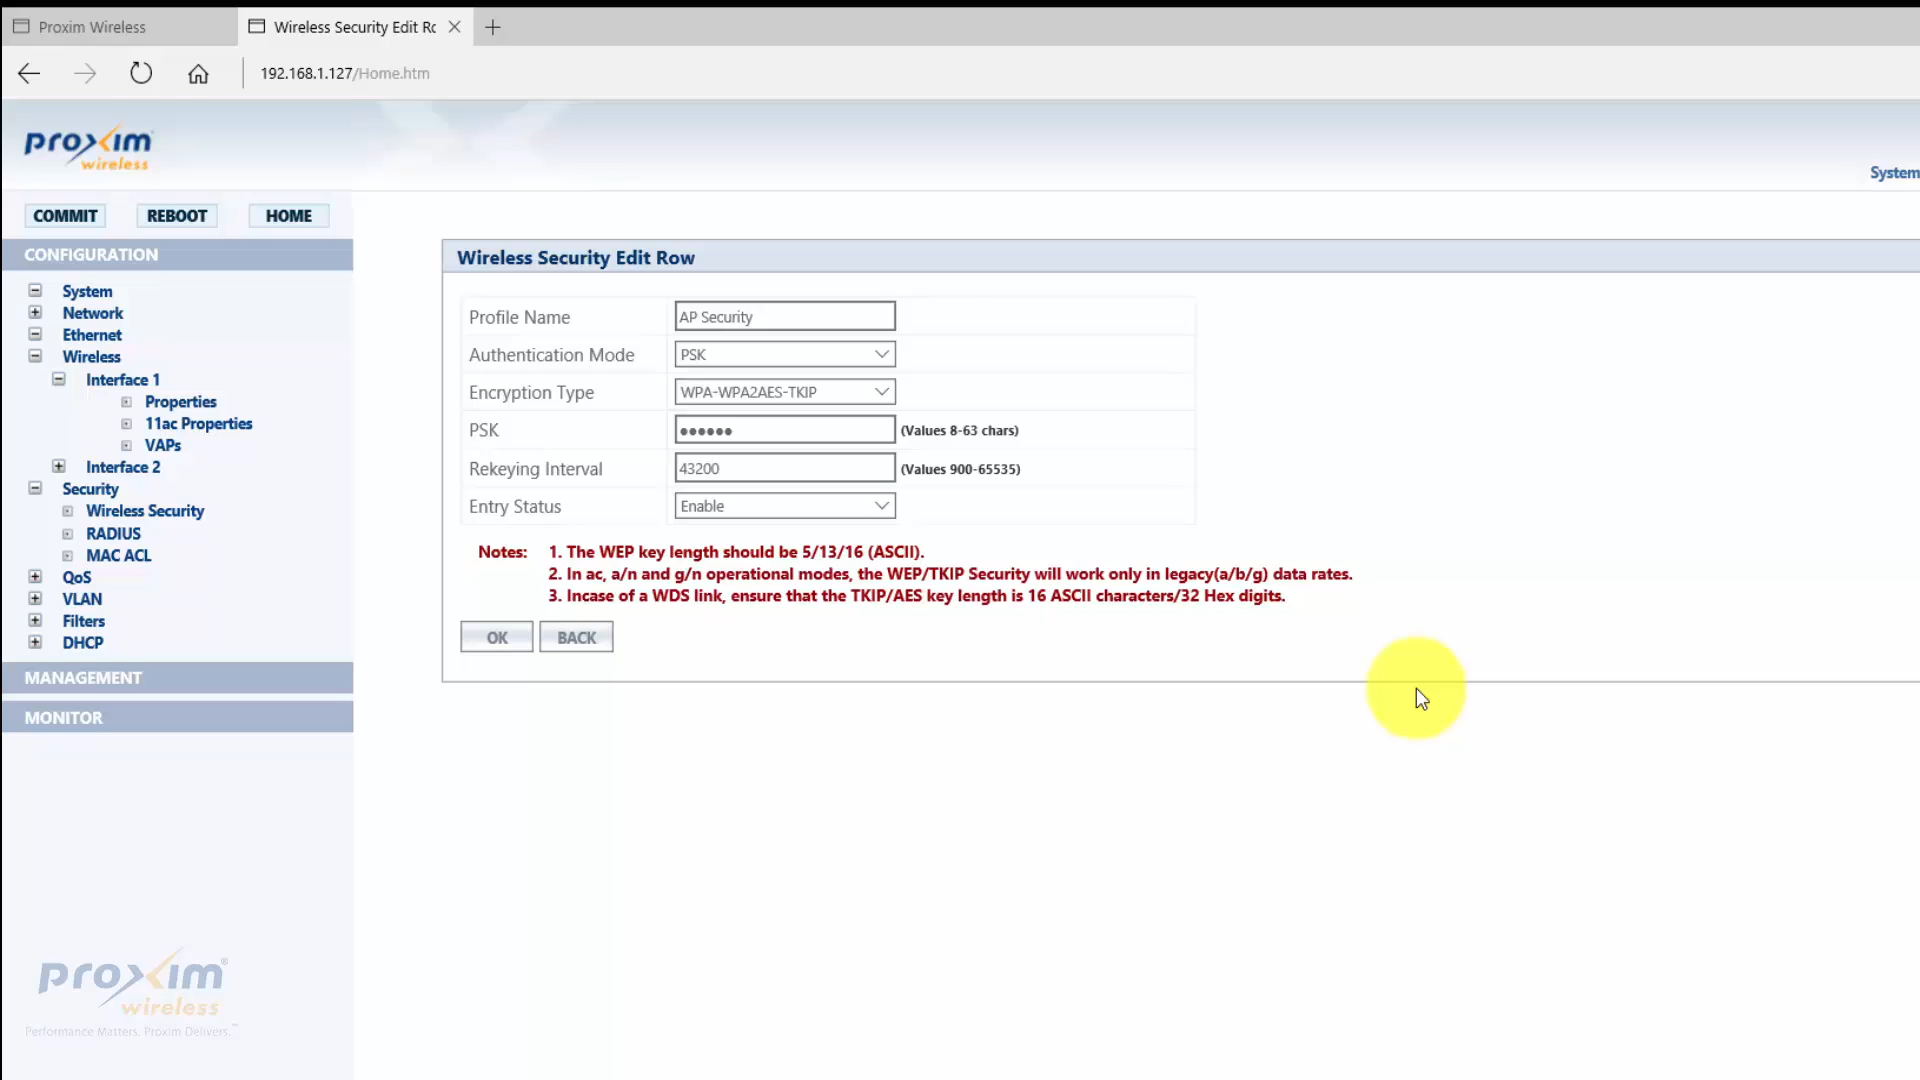 Proxim Wireless
Wireless Security Edit Rc
192.168.1.127/Home.htm
proxim
wireless
System
COMMIT REBOOT HOME
CONFIGURATION
System
Network
Ethernet
Wireless
Interface 1
Properties
11ac Properties
VAPs
Interface 2
Security
Wireless Security
RADIUS
MAC ACL
QoS
VLAN
Filters
DHCP
MANAGEMENT
MONITOR
Wireless Security Edit Row
Profile Name AP Security
Authentication Mode PSK
Encryption Type WPA-WPA2AES-TKIP
PSK •••••• (Values 8-63 chars)
Rekeying Interval 43200 (Values 900-65535)
Entry Status Enable
Notes: 1. The WEP key length should be 5/13/16 (ASCII).
2. In ac, a/n and g/n operational modes, the WEP/TKIP Security will work only in legacy(a/b/g) data rates.
3. Incase of a WDS link, ensure that the TKIP/AES key length is 16 ASCII characters/32 Hex digits.
OK BACK
proxim®
wireless
Performance Matters. Proxim Delivers.™